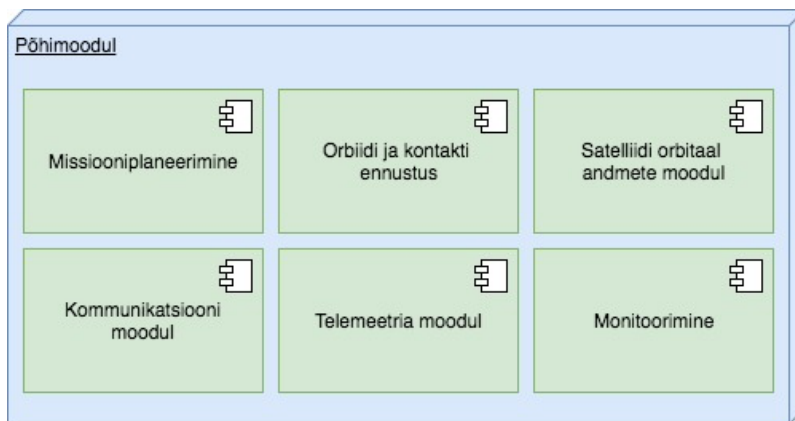 Põhimoodul
Missiooniplaneerimine
Orbiidi ja kontakti
ennustus
Satelliidi orbitaal
andmete moodul
Kommunikatsiooni
moodul
Telemeetria moodul
Monitoorimine